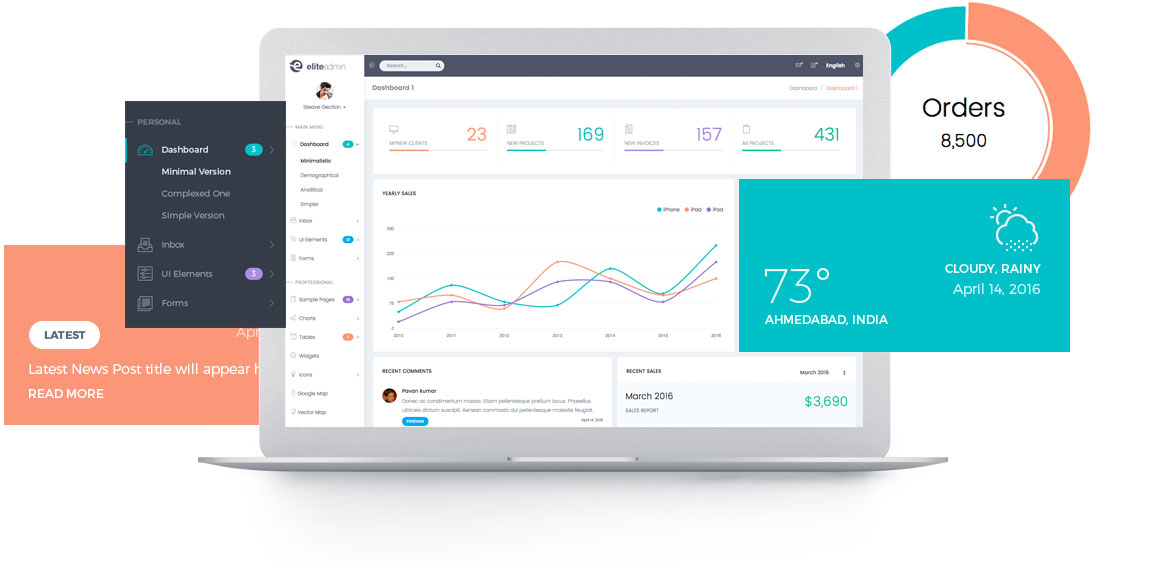 Orders
8,500
eliteadmin
Search...
English
Steave Gection
Dashboard 1
Dashboard / Dashboard 1
PERSONAL
Dashboard 3
Minimal Version
Complexed One
Simple Version
Inbox
UI Elements 3
Forms
MAIN MENU
Dashboard 4
Minimalistic
Demographical
Analitical
Simpler
Inbox
UI Elements
Forms
PROFESSIONAL
Sample Pages
Charts
Tables
Widgets
Icons
Google Map
Vector Map
23
MYNEW CLIENTS
169
NEW PROJECTS
157
NEW INVOICES
431
All PROJECTS
YEARLY SALES
iPhone iPad iPod
300
225
150
75
0
2010 2011 2012 2013 2014 2015 2016
73°
AHMEDABAD, INDIA
CLOUDY, RAINY
April 14, 2016
Apr
LATEST
Latest News Post title will appear h
READ MORE
RECENT COMMENTS
Pavan kumar
Donec ac condimentum massa. Etiam pellentesque pretium lacus. Phasellus
ultricies dictum suscipit. Aenean commodo dui pellentesque molestie feugiat.
PENDING
April 14, 2016
RECENT SALES
March 2016
March 2016
SALES REPORT
$3,690